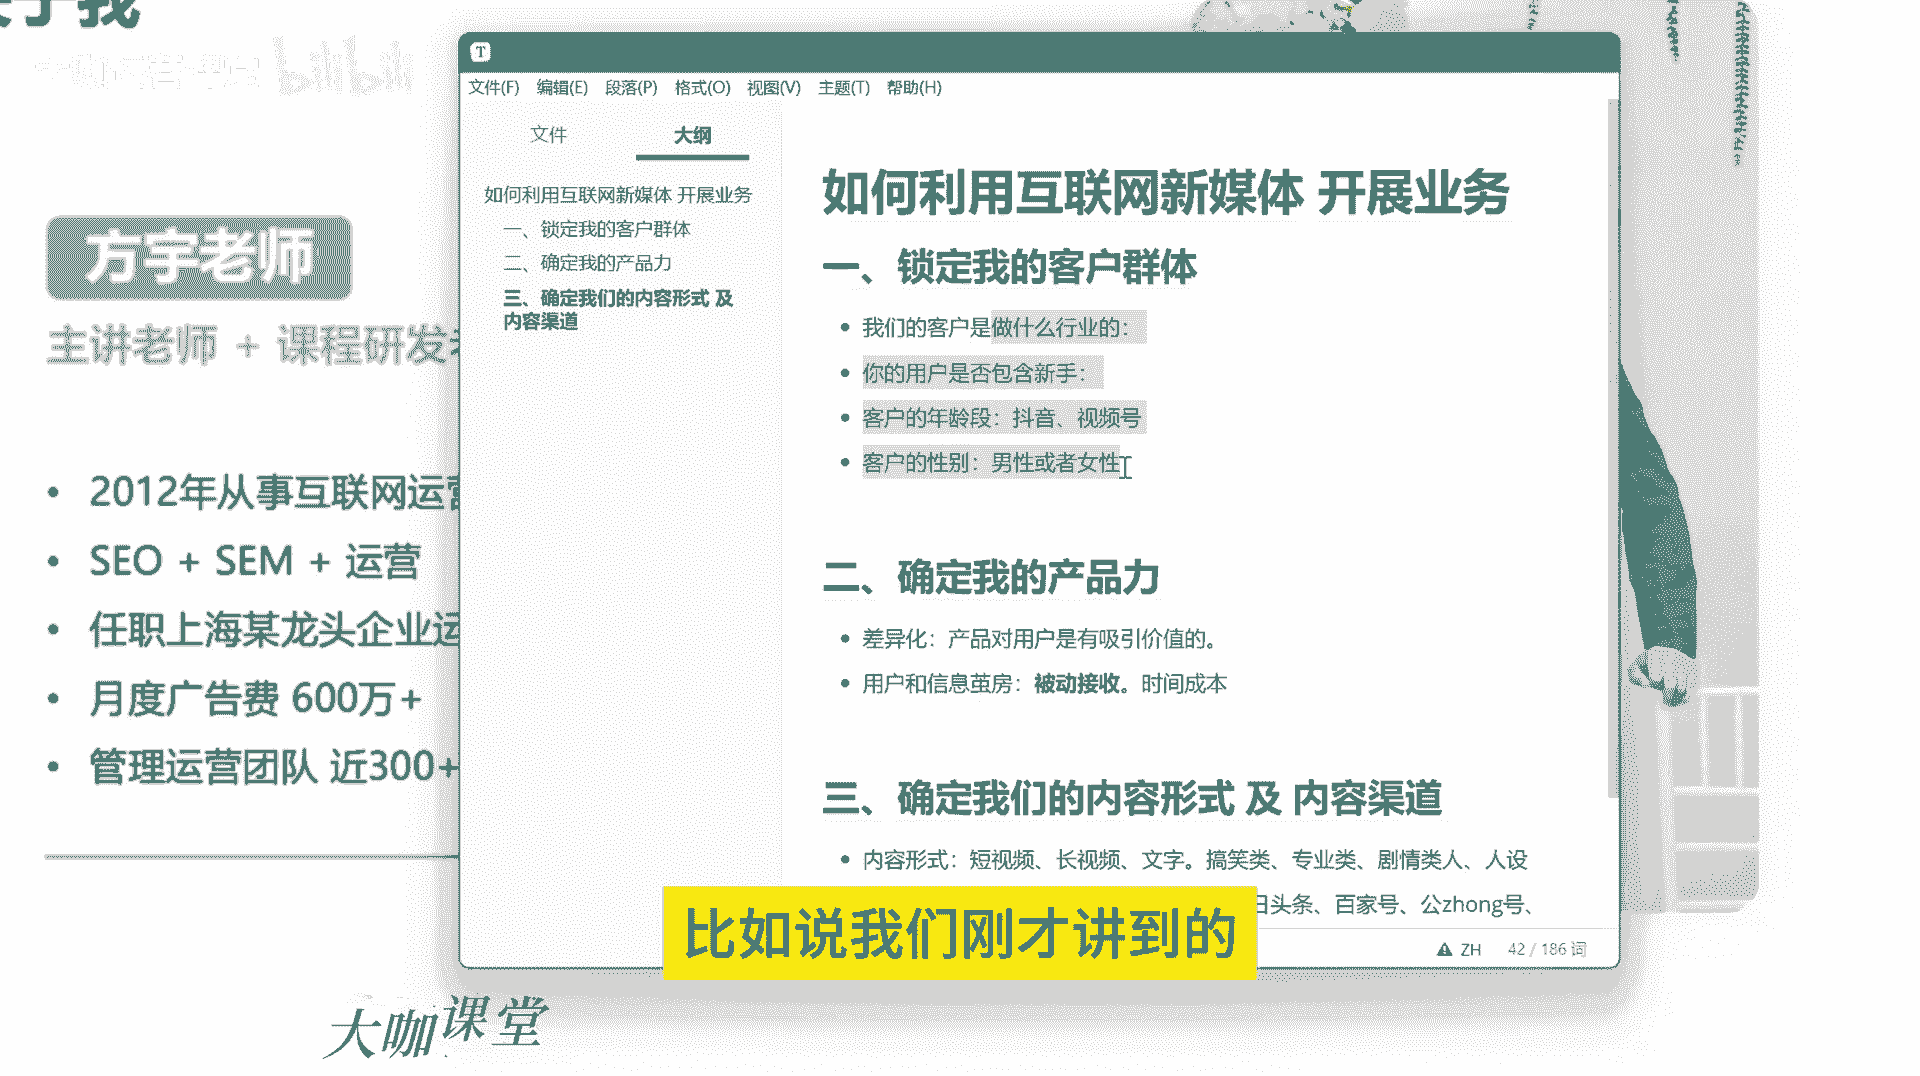 于我
bilibili
方宇老师
主讲老师 + 课程研发
2012年从事互联网运营
SEO + SEM + 运营
任职上海某龙头企业运
月度广告费 600万+
管理运营团队 近300+
大咖课堂
T
文件(F) 编辑(E) 段落(P) 格式(O) 视图(V) 主题(T) 帮助(H)
文件 大纲
如何利用互联网新媒体 开展业务
一、锁定我的客户群体
二、确定我的产品力
三、确定我们的内容形式 及
内容渠道
如何利用互联网新媒体 开展业务
一、锁定我的客户群体
我们的客户是做什么行业的：
你的用户是否包含新手：
客户的年龄段：抖音、视频号
客户的性别：男性或者女性
二、确定我的产品力
差异化：产品对用户是有吸引价值的。
用户和信息茧房：被动接收。时间成本
三、确定我们的内容形式 及 内容渠道
内容形式：短视频、长视频、文字。搞笑类、专业类、剧情类人、人设
日头条、百家号、公zhong号、
ZH 42 / 186 词
比如说我们刚才讲到的